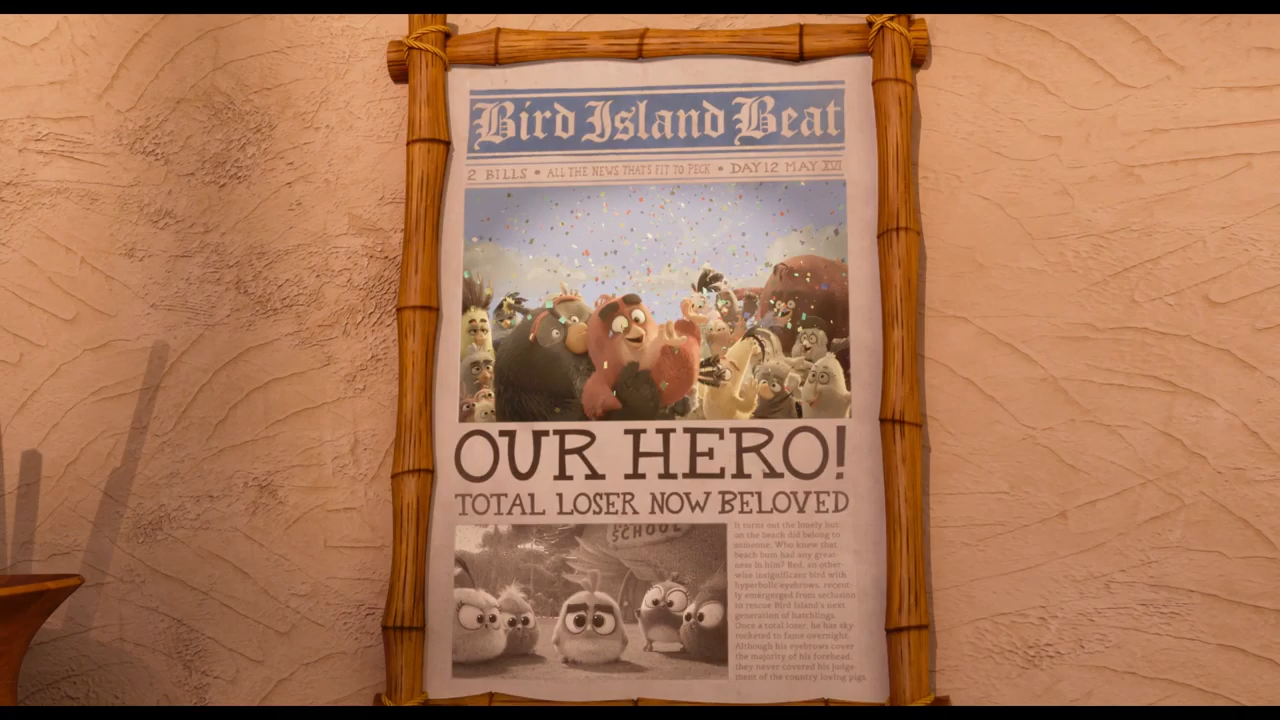 Bird Island Beat
2 BILLS • ALL THE NEWS THAT'S FIT TO PECK • DAY 12 MAY XVI
OUR HERO!
TOTAL LOSER NOW BELOVED
SCHOOL
It turns out the lonely hut
on the beach did belong to
someone. Who knew that
beach bum had any great-
ness in him? Red, an other-
wise insignificant bird with
hyperbolic eyebrows, recent-
ly emergerged from seclusion
to rescue Bird Island's next
generation of hatchlings.
Once a total loser, he has sky
rocketed to fame overnight.
Although his eyebrows cover
the majority of his forehead,
they never covered his judge
ment of the country loving pigs.